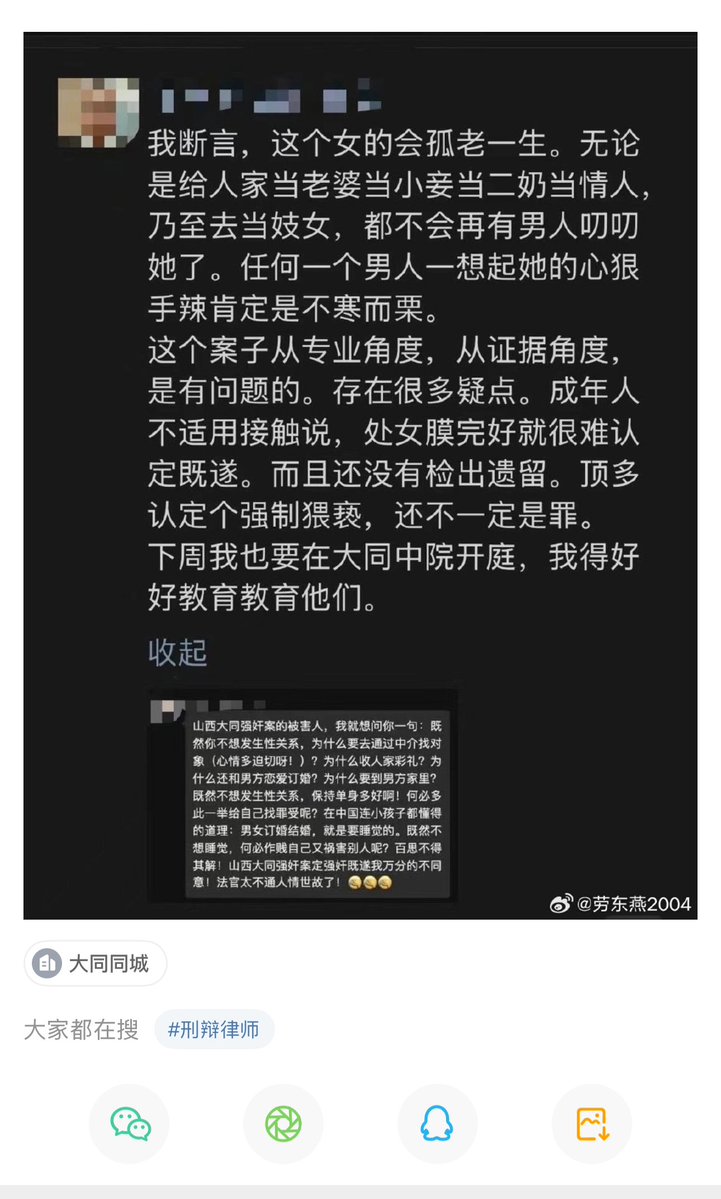 我断言，这个女的会孤老一生。无论
是给人家当老婆当小妾当二奶当情人，
乃至去当妓女，都不会再有男人叨叨
她了。任何一个男人一想起她的心狠
手辣肯定是不寒而栗。
这个案子从专业角度，从证据角度，
是有问题的。存在很多疑点。成年人
不适用接触说，处女膜完好就很难认
定既遂。而且还没有检出遗留。顶多
认定个强制猥亵，还不一定是罪。
下周我也要在大同中院开庭，我得好
好教育教育他们。
收起
山西大同强奸案的被害人，我就想问你一句：既
然你不想发生性关系，为什么要去通过中介找对
象（心情多迫切呀！）？为什么收人家彩礼？为
什么还和男方恋爱订婚？为什么要到男方家里？
既然不想发生性关系，保持单身多好啊！何必多
此一举给自己找罪受呢？在中国连小孩子都懂得
的道理：男女订婚结婚，就是要睡觉的。既然不
想睡觉，何必作贱自己又祸害别人呢？百思不得
其解！山西大同强奸案定强奸既遂我万分的不同
意！法官太不通人情世故了！
@劳东燕2004
大同同城
大家都在搜 #刑辩律师